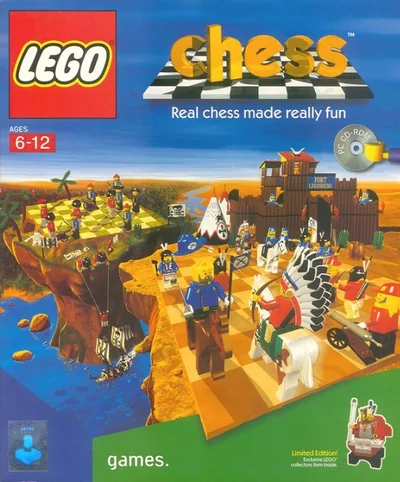 LEGO
chess™
Real chess made really fun
AGES
6-12
PC CD-ROM
FORT
LEGOREDO
games.
Limited Edition!
Exclusive LEGO®
collectors item inside.